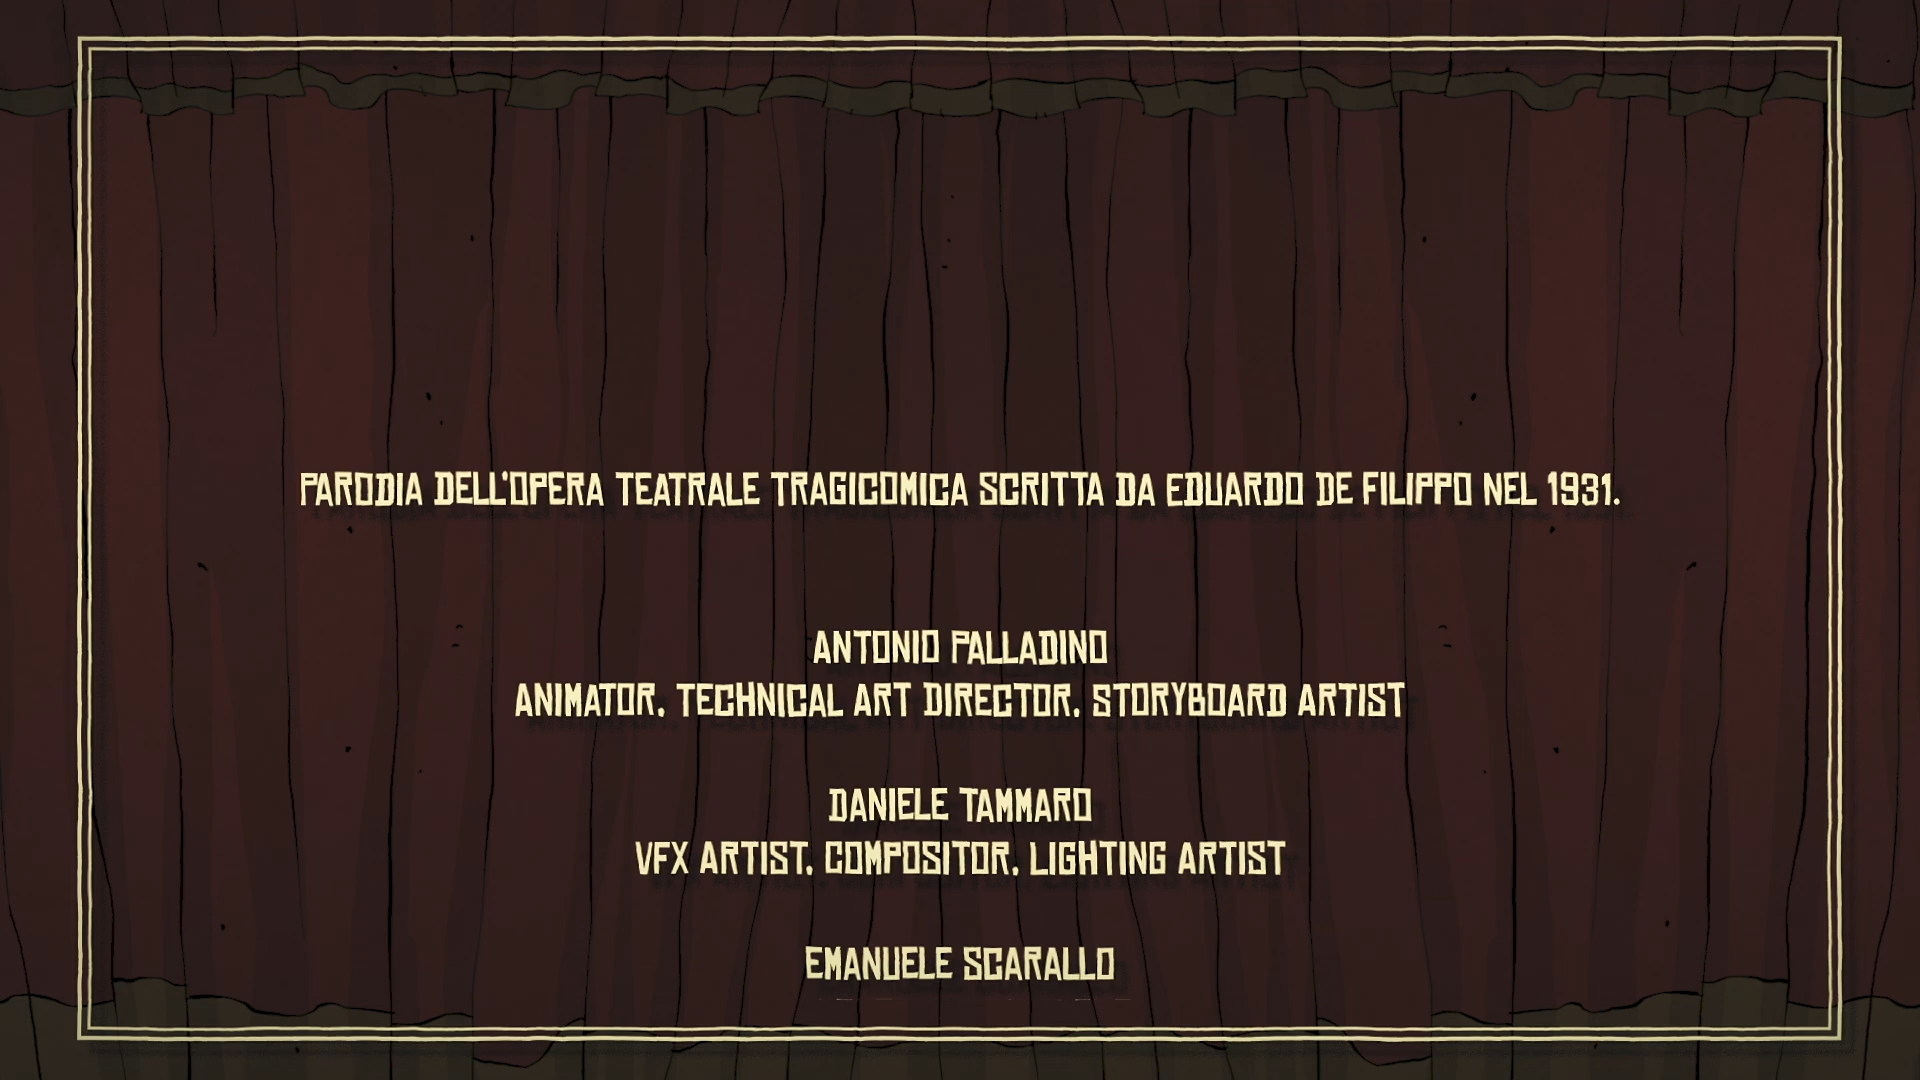 PARODIA DELL'OPERA TEATRALE TRAGICOMICA SCRITTA DA EDUARDO DE FILIPPO NEL 1931.
ANTONIO PALLADINO
ANIMATOR, TECHNICAL ART DIRECTOR, STORYBOARD ARTIST
DANIELE TAMMARO
VFX ARTIST, COMPOSITOR, LIGHTING ARTIST
EMANUELE SCARALLO